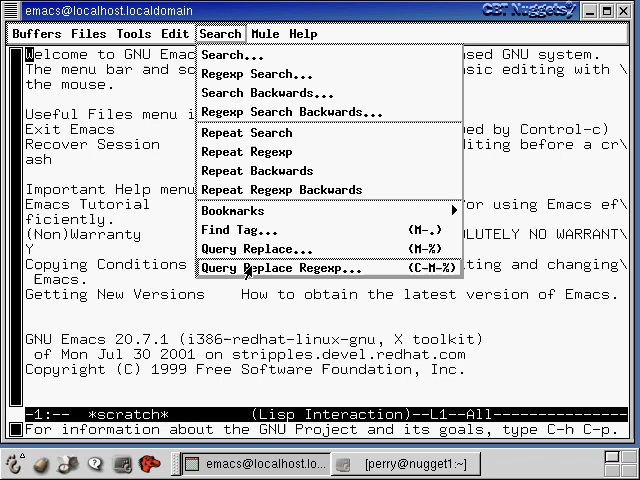 emacs@localhost.localdomain
CBT Nuggets
Buffers Files Tools Edit Search Mule Help
Welcome to GNU Emac
sed GNU system.
The menu bar and sc
sic editing with \
the mouse.
Useful Files menu i
Exit Emacs
ed by Control-c)
Recover Session
diting before a cr\
ash
Important Help menu
Emacs Tutorial
or using Emacs ef\
ficiently.
(Non)Warranty
OLUTELY NO WARRANT\
Y
Copying Conditions
ting and changing\
Emacs.
Getting New Versions How to obtain the latest version of Emacs.
Search...
Regexp Search...
Search Backwards...
Regexp Search Backwards...
Repeat Search
Repeat Regexp
Repeat Backwards
Repeat Regexp Backwards
Bookmarks
Find Tag... (M-.)
Query Replace... (M-%)
Query Replace Regexp... (C-M-%)
GNU Emacs 20.7.1 (i386-redhat-linux-gnu, X toolkit)
of Mon Jul 30 2001 on stripples.devel.redhat.com
Copyright (C) 1999 Free Software Foundation, Inc.
-1:-- *scratch* (Lisp Interaction)--L1--All--------------
For information about the GNU Project and its goals, type C-h C-p.
emacs@localhost.lo...
[perry@nugget1:~]